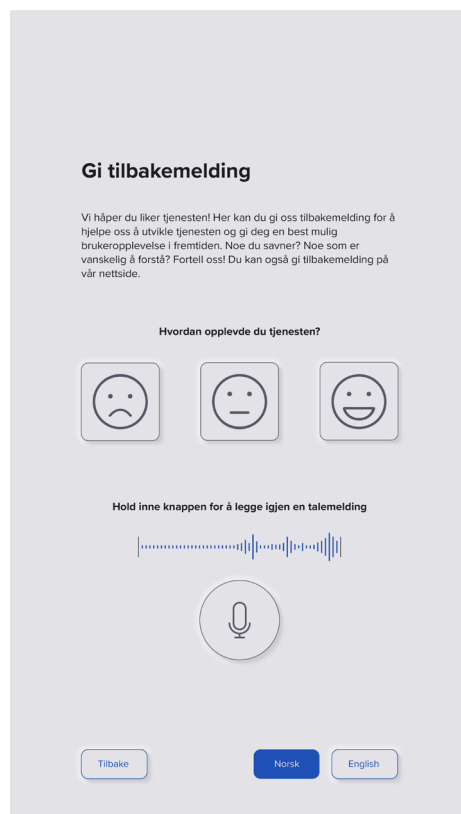 Gi tilbakemelding
Vi håper du liker tjenesten! Her kan du gi oss tilbakemelding for å
hjelpe oss å utvikle tjenesten og gi deg en best mulig
brukeropplevelse i fremtiden. Noe du savner? Noe som er
vanskelig å forstå? Fortell oss! Du kan også gi tilbakemelding på
vår nettside.
Hvordan opplevde du tjenesten?
Hold inne knappen for å legge igjen en talemelding
Tilbake
Norsk
English